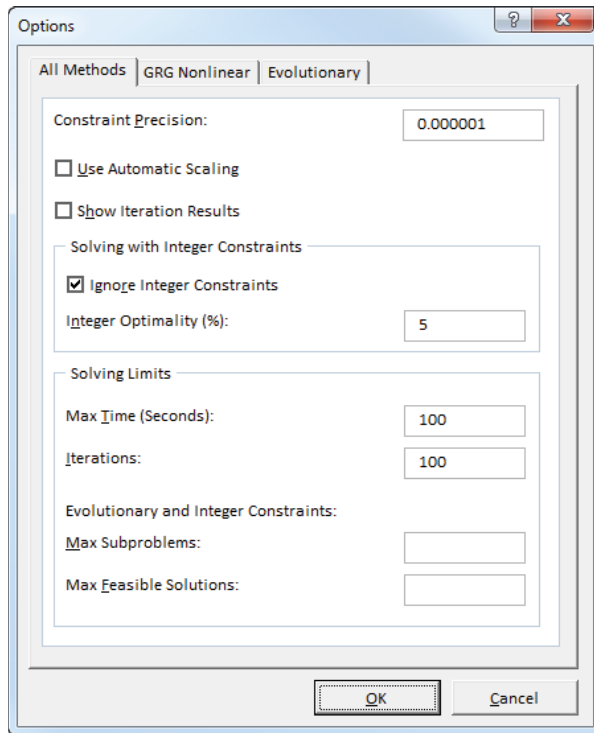 Options
All Methods GRG Nonlinear Evolutionary
Constraint Precision: 0.000001
Use Automatic Scaling
Show Iteration Results
Solving with Integer Constraints
Ignore Integer Constraints
Integer Optimality (%): 5
Solving Limits
Max Time (Seconds): 100
Iterations: 100
Evolutionary and Integer Constraints:
Max Subproblems:
Max Feasible Solutions:
OK Cancel